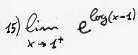 15) lim e^{log(x-1)}
x → 1⁺